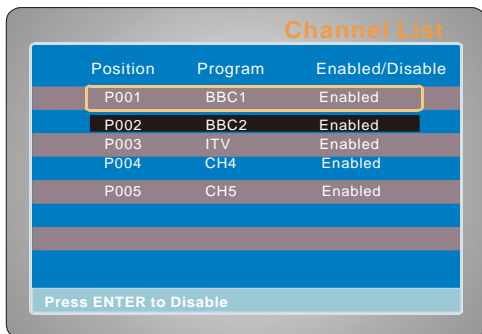 Channel List
Position Program Enabled/Disable
P001 BBC1 Enabled
P002 BBC2 Enabled
P003 ITV Enabled
P004 CH4 Enabled
P005 CH5 Enabled
Press ENTER to Disable